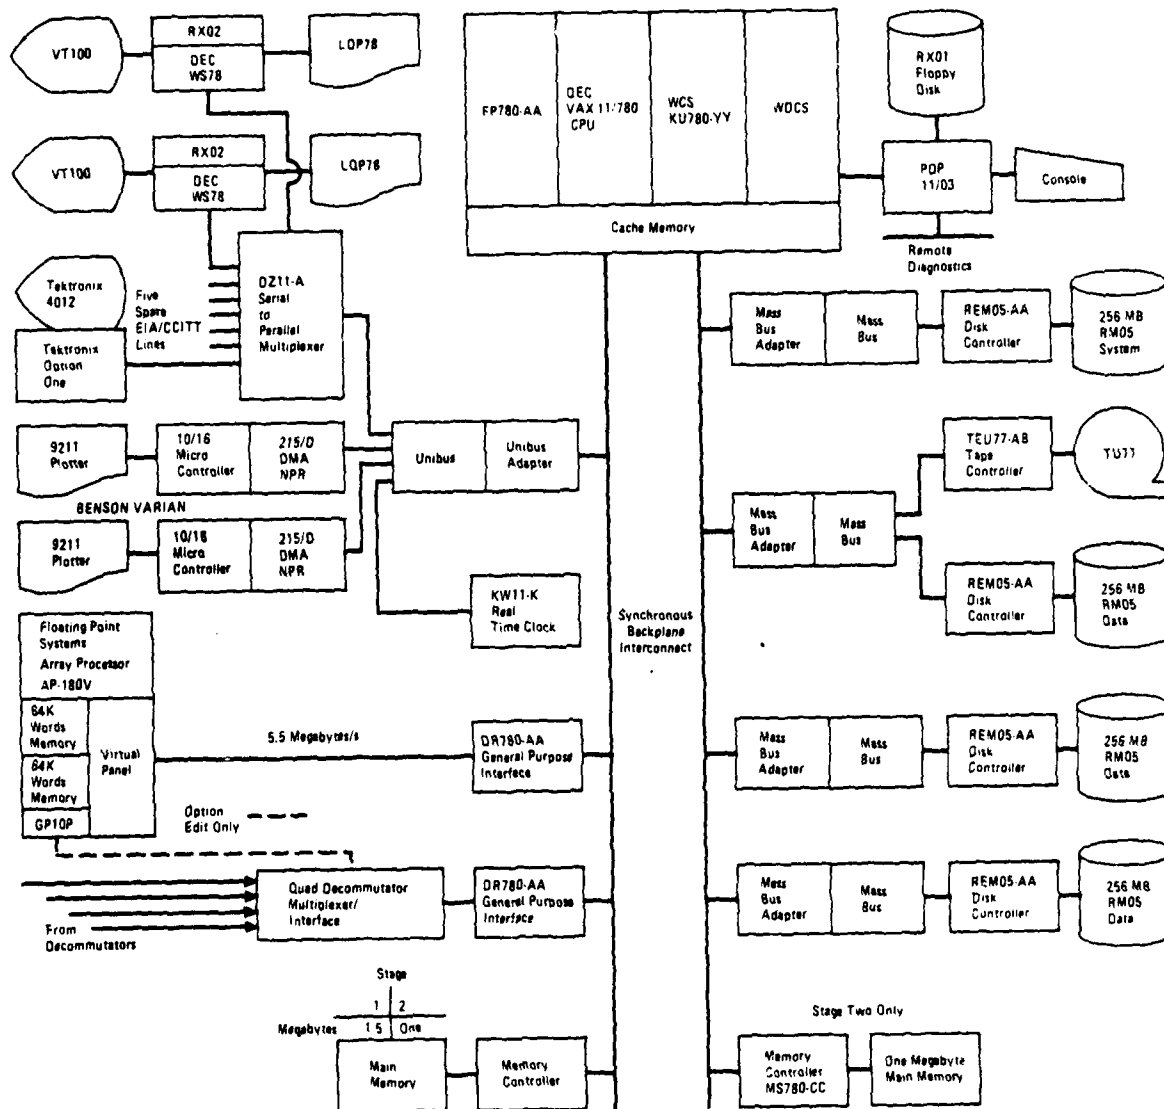 VT100
RX02
DEC
WS78
LQP78
VT100
RX02
DEC
WS78
LQP78
FP780-AA
DEC
VAX 11/780
CPU
WCS
KU780-YY
WDCS
Cache Memory
RX01
Floppy
Disk
PDP
11/03
Console
Remote
Diagnostics
Tektronix
4012
Tektronix
Option
One
Five
Spare
EIA/CCITT
Lines
DZ11-A
Serial
to
Parallel
Multiplexer
Mass
Bus
Adapter
Mass
Bus
REM05-AA
Disk
Controller
256 MB
RM05
System
9211
Plotter
10/16
Micro
Controller
215/D
DMA
NPR
Unibus
Unibus
Adapter
BENSON VARIAN
9211
Plotter
10/16
Micro
Controller
215/D
DMA
NPR
KW11-K
Real
Time Clock
Mass
Bus
Adapter
Mass
Bus
TEU77-AB
Tape
Controller
TU77
REM05-AA
Disk
Controller
256 MB
RM05
Data
Synchronous
Backplane
Interconnect
Floating Point
Systems
Array Processor
AP-180V
64K
Words
Memory
64K
Words
Memory
GPIOP
Virtual
Panel
5.5 Megabytes/s
DR780-AA
General Purpose
Interface
Mass
Bus
Adapter
Mass
Bus
REM05-AA
Disk
Controller
256 MB
RM05
Data
Option
Edit Only
From
Decommutators
Quad Decommutator
Multiplexer/
Interface
DR780-AA
General Purpose
Interface
Mass
Bus
Adapter
Mass
Bus
REM05-AA
Disk
Controller
256 MB
RM05
Data
Stage
1 2
Megabytes 1.5 One
Main
Memory
Memory
Controller
Stage Two Only
Memory
Controller
MS780-CC
One Megabyte
Main Memory